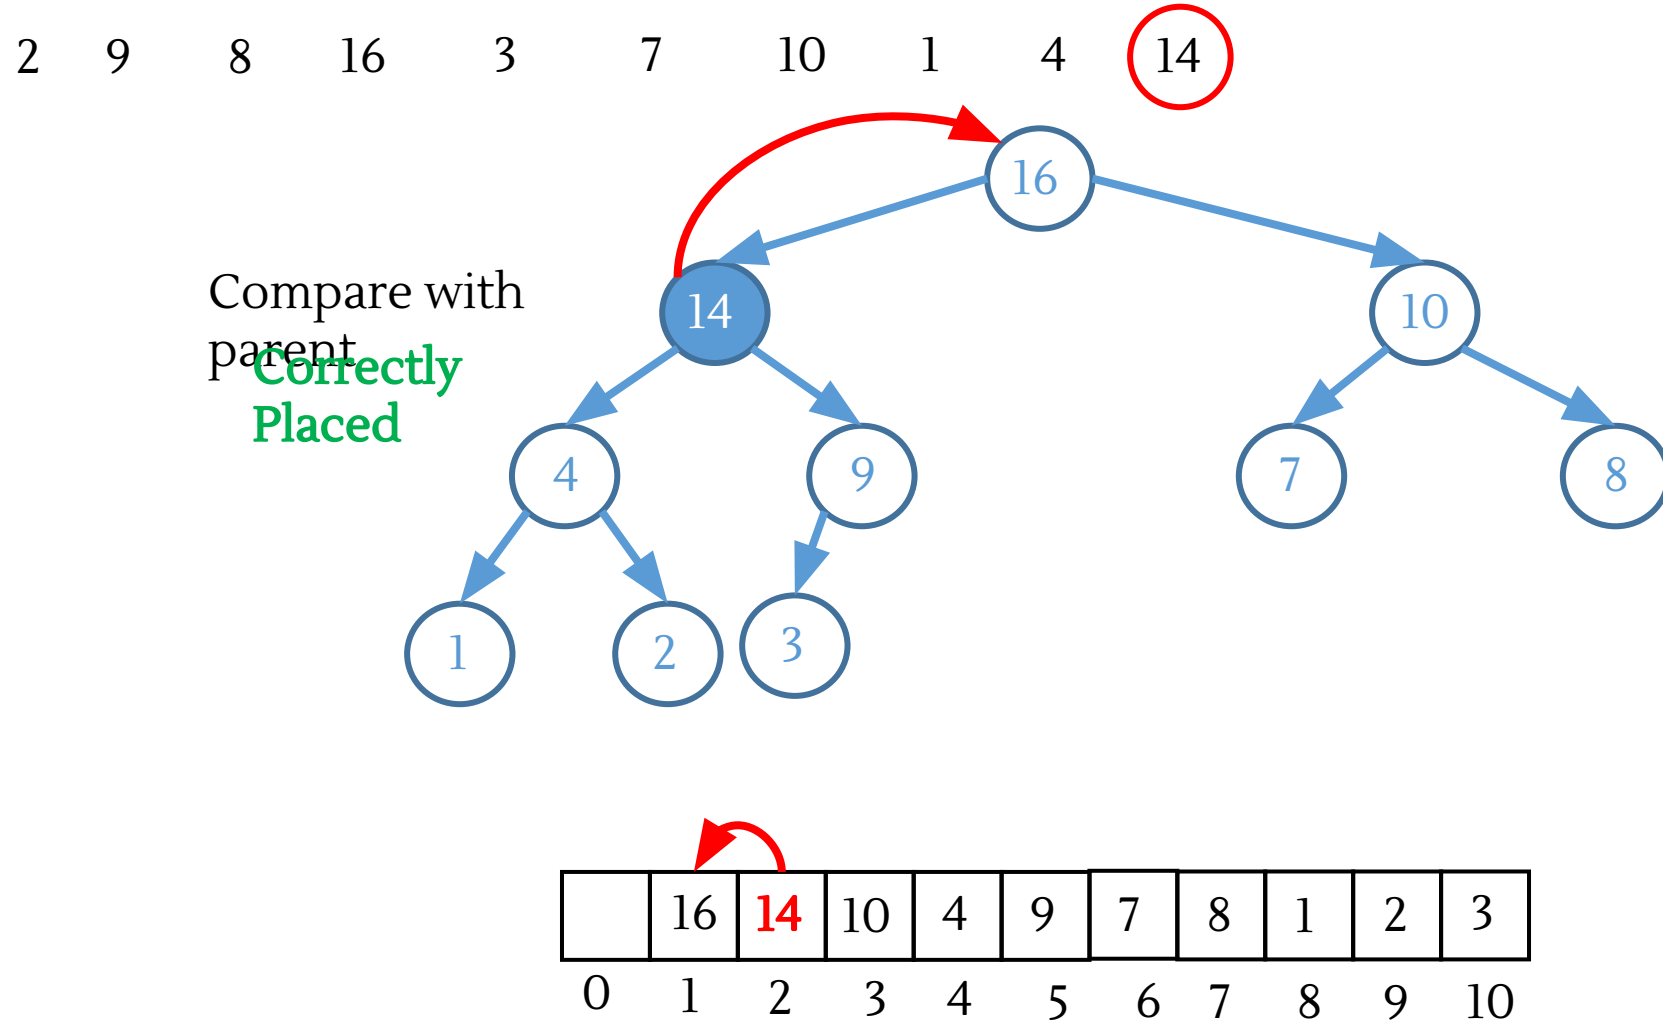 2 9 8 16 3 7 10 1 4 14
16
Compare with
parent
Correctly
Placed
14 10
4 9 7 8
1 2 3
16 14 10 4 9 7 8 1 2 3
0 1 2 3 4 5 6 7 8 9 10